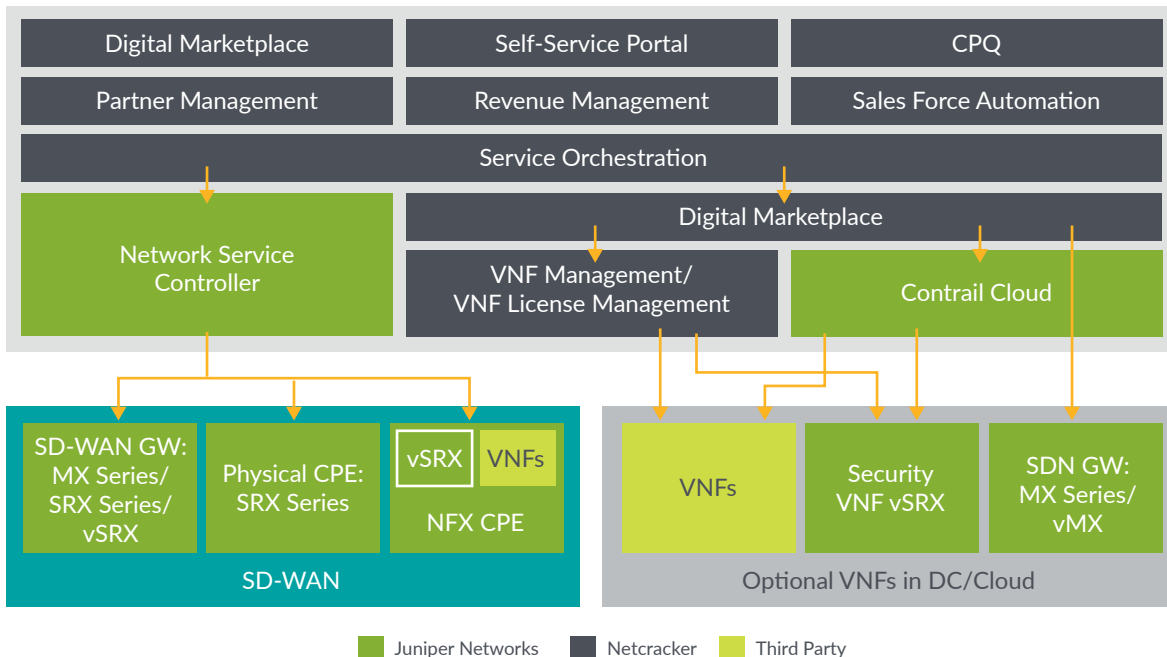 Digital Marketplace
Self-Service Portal
CPQ
Partner Management
Revenue Management
Sales Force Automation
Service Orchestration
Network Service
Controller
Digital Marketplace
VNF Management/
VNF License Management
Contrail Cloud
SD-WAN GW:
MX Series/
SRX Series/
vSRX
Physical CPE:
SRX Series
vSRX
VNFs
NFX CPE
SD-WAN
VNFs
Security
VNF vSRX
SDN GW:
MX Series/
vMX
Optional VNFs in DC/Cloud
Juniper Networks
Netcracker
Third Party